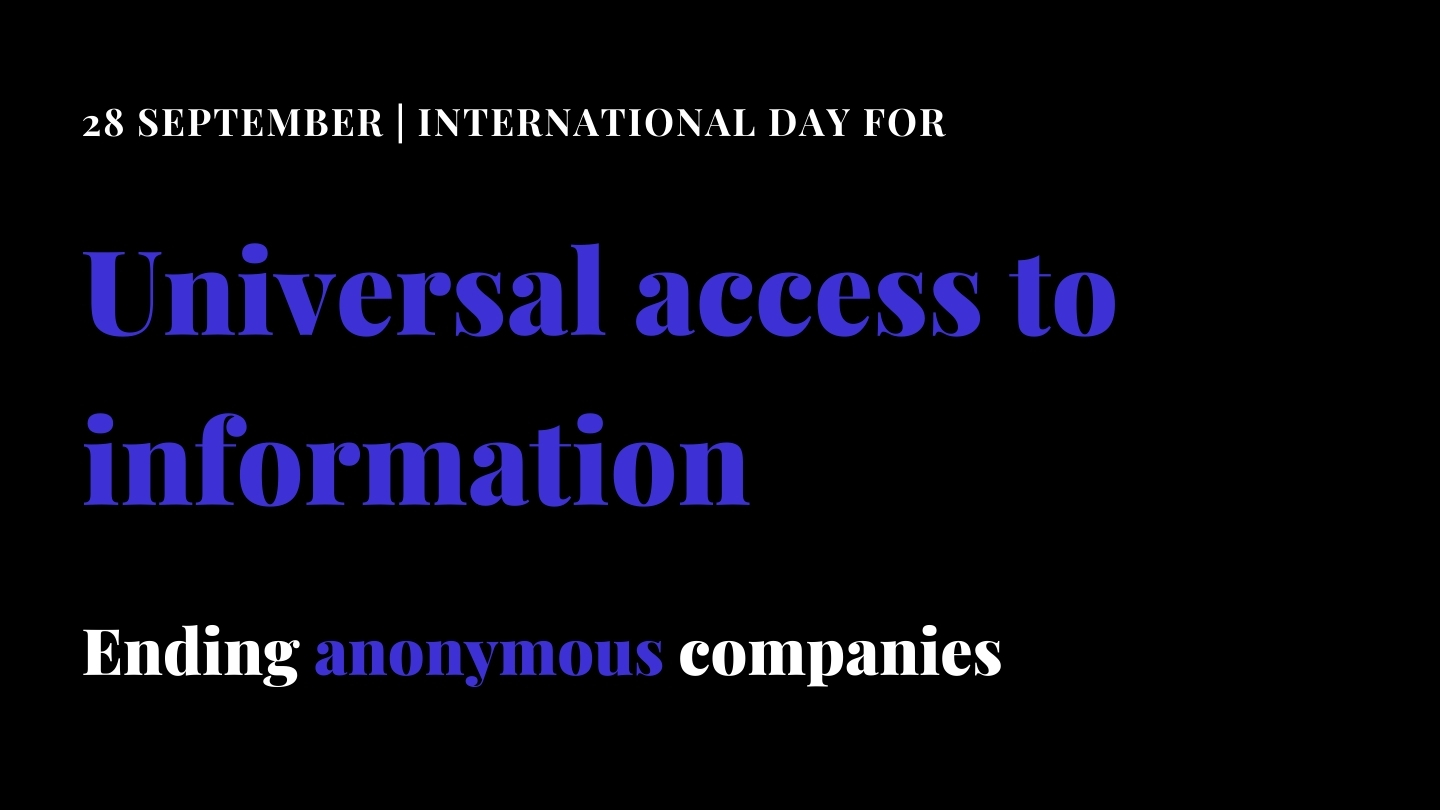 28 SEPTEMBER | INTERNATIONAL DAY FOR
Universal access to
information
Ending anonymous companies